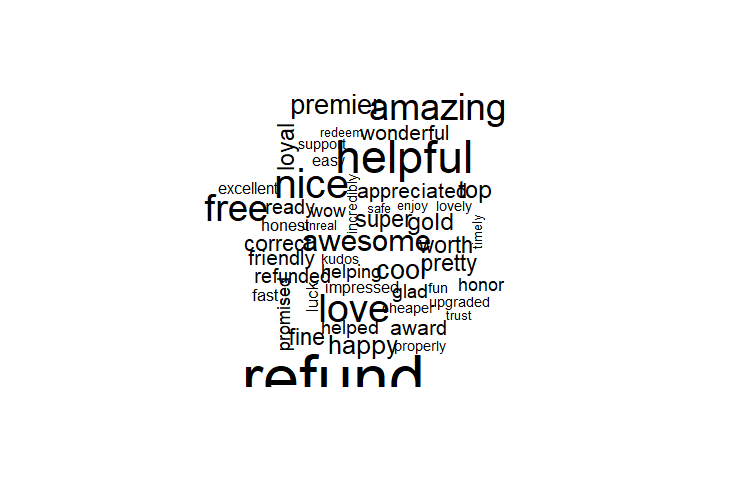 premier amazing
redeem wonderful
loyal support helpful
easy
excellent nice incredibly appreciated top
free ready wow safe enjoy lovely
honest unreal super gold timely
correct awesome worth
friendly kudos pretty
refunded helping cool
fast promised luck impressed glad fun honor
love cheaper upgraded
trust
fine helped award
happy properly
refund